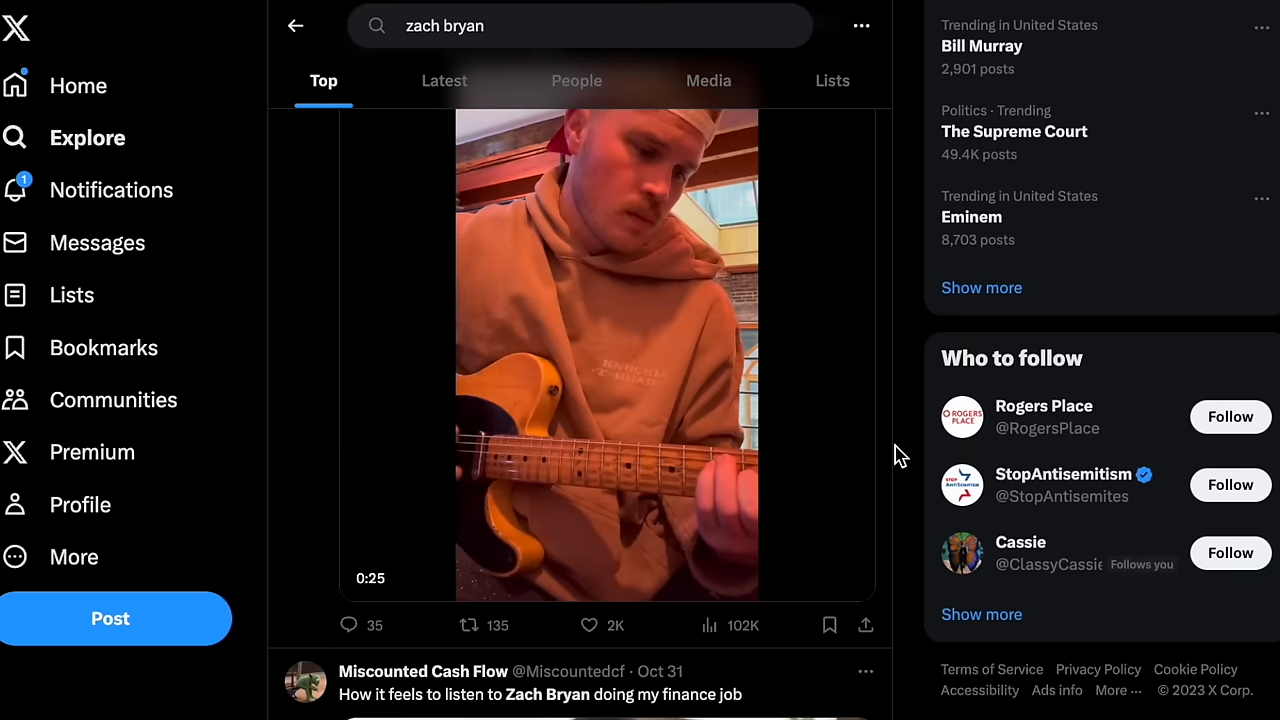 zach bryan
Top
Latest
People
Media
Lists
Home
Explore
1
Notifications
Messages
Lists
Bookmarks
Communities
Premium
Profile
More
Post
0:25
35
135
2K
102K
Miscounted Cash Flow @Miscountedcf · Oct 31
How it feels to listen to Zach Bryan doing my finance job
Trending in United States
Bill Murray
2,901 posts
Politics · Trending
The Supreme Court
49.4K posts
Trending in United States
Eminem
8,703 posts
Show more
Who to follow
ROGERS
PLACE
Rogers Place
@RogersPlace
Follow
StopAntisemitism
@StopAntisemites
Follow
Cassie
@ClassyCassie Follows you
Follow
Show more
Terms of Service Privacy Policy Cookie Policy
Accessibility Ads info More ··· © 2023 X Corp.